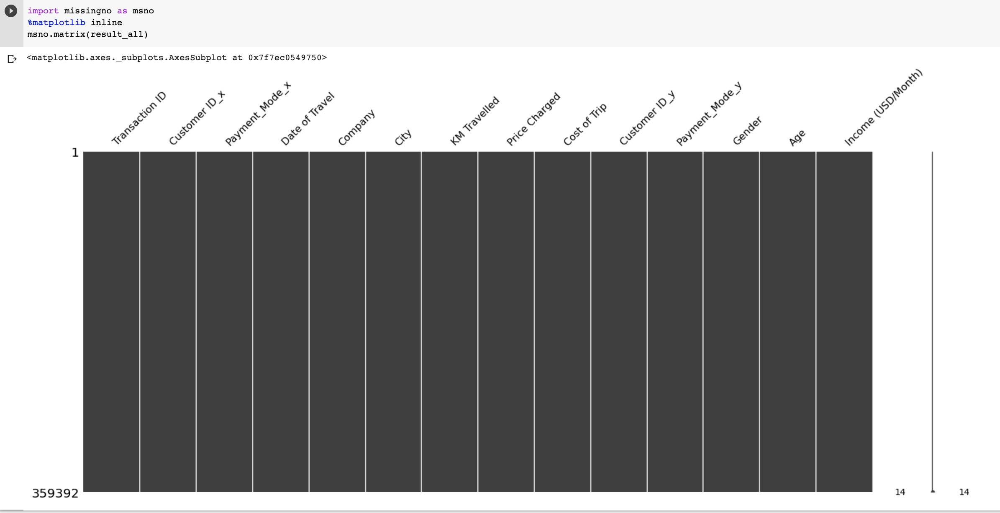 import missingno as msno
%matplotlib inline
msno.matrix(result_all)
<matplotlib.axes._subplots.AxesSubplot at 0x7f7ec0549750>
Transaction ID
Customer ID_x
Payment_Mode_x
Date of Travel
Company
City
KM Travelled
Price Charged
Cost of Trip
Customer ID_y
Payment_Mode_y
Gender
Age
Income (USD/Month)
1
359392
14
14